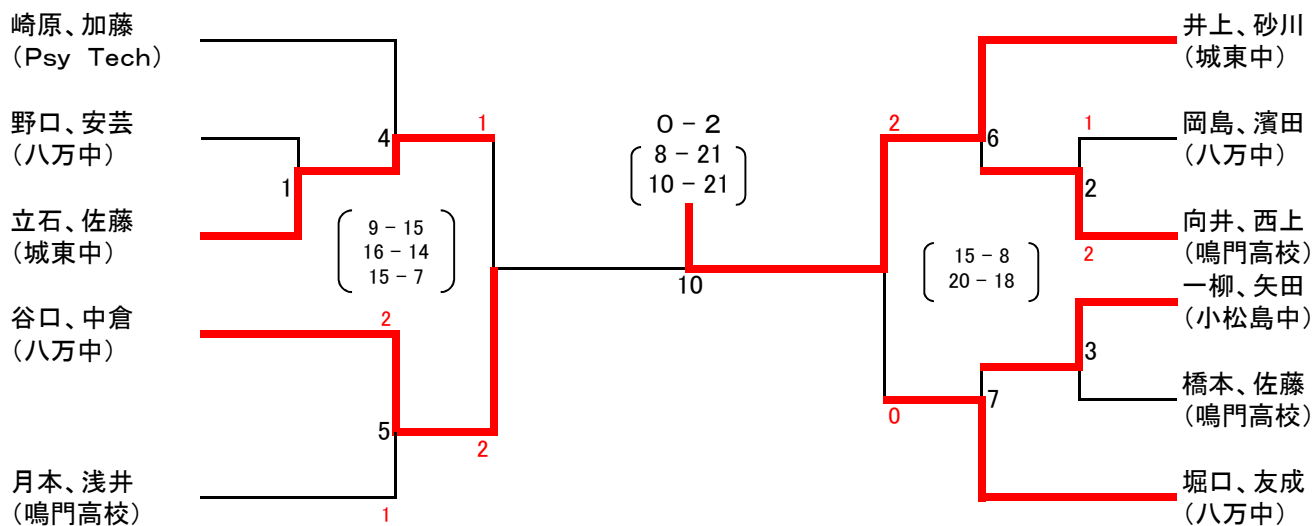 崎原、加藤
（Psy Tech）
野口、安芸
（八万中）
立石、佐藤
（城東中）
谷口、中倉
（八万中）
月本、浅井
（鳴門高校）
4
1
1
9 － 15
16 － 14
15 － 7
2
5
2
1
0 － 2
8 － 21
10 － 21
10
2
6
1
2
2
15 － 8
20 － 18
3
7
0
井上、砂川
（城東中）
岡島、濱田
（八万中）
向井、西上
（鳴門高校）
一柳、矢田
（小松島中）
橋本、佐藤
（鳴門高校）
堀口、友成
（八万中）